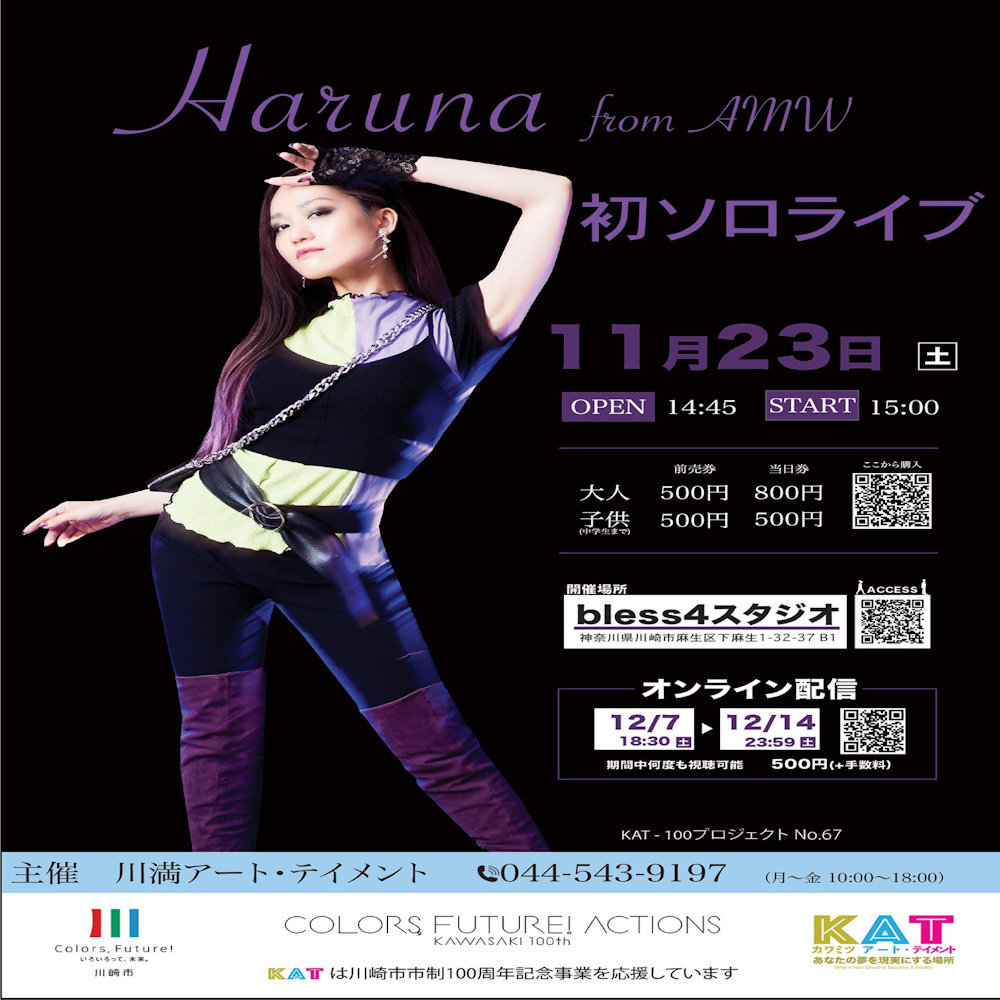 Haruna from AMW
初ソロライブ
11月23日 土
OPEN 14:45 START 15:00
前売券 当日券 ここから購入
大人 500円 800円
子供 500円 500円
(中学生まで)
開催場所 ACCESS
bless4スタジオ
神奈川県川崎市麻生区下麻生1-32-37 B1
オンライン配信
12/7 12/14
18:30 土 23:59 土
期間中何度も視聴可能 500円(+手数料)
KAT - 100プロジェクト No.67
主催 川満アート・テイメント 044-543-9197 (月〜金 10:00〜18:00)
Colors, Future!
いろいろって、未来。
川崎市
COLORS, FUTURE! ACTIONS
KAWASAKI 100th
KAT は川崎市市制100周年記念事業を応援しています
KAT
カワミツ アート・テイメント
あなたの夢を現実にする場所
Where Your Dreams Become A Reality